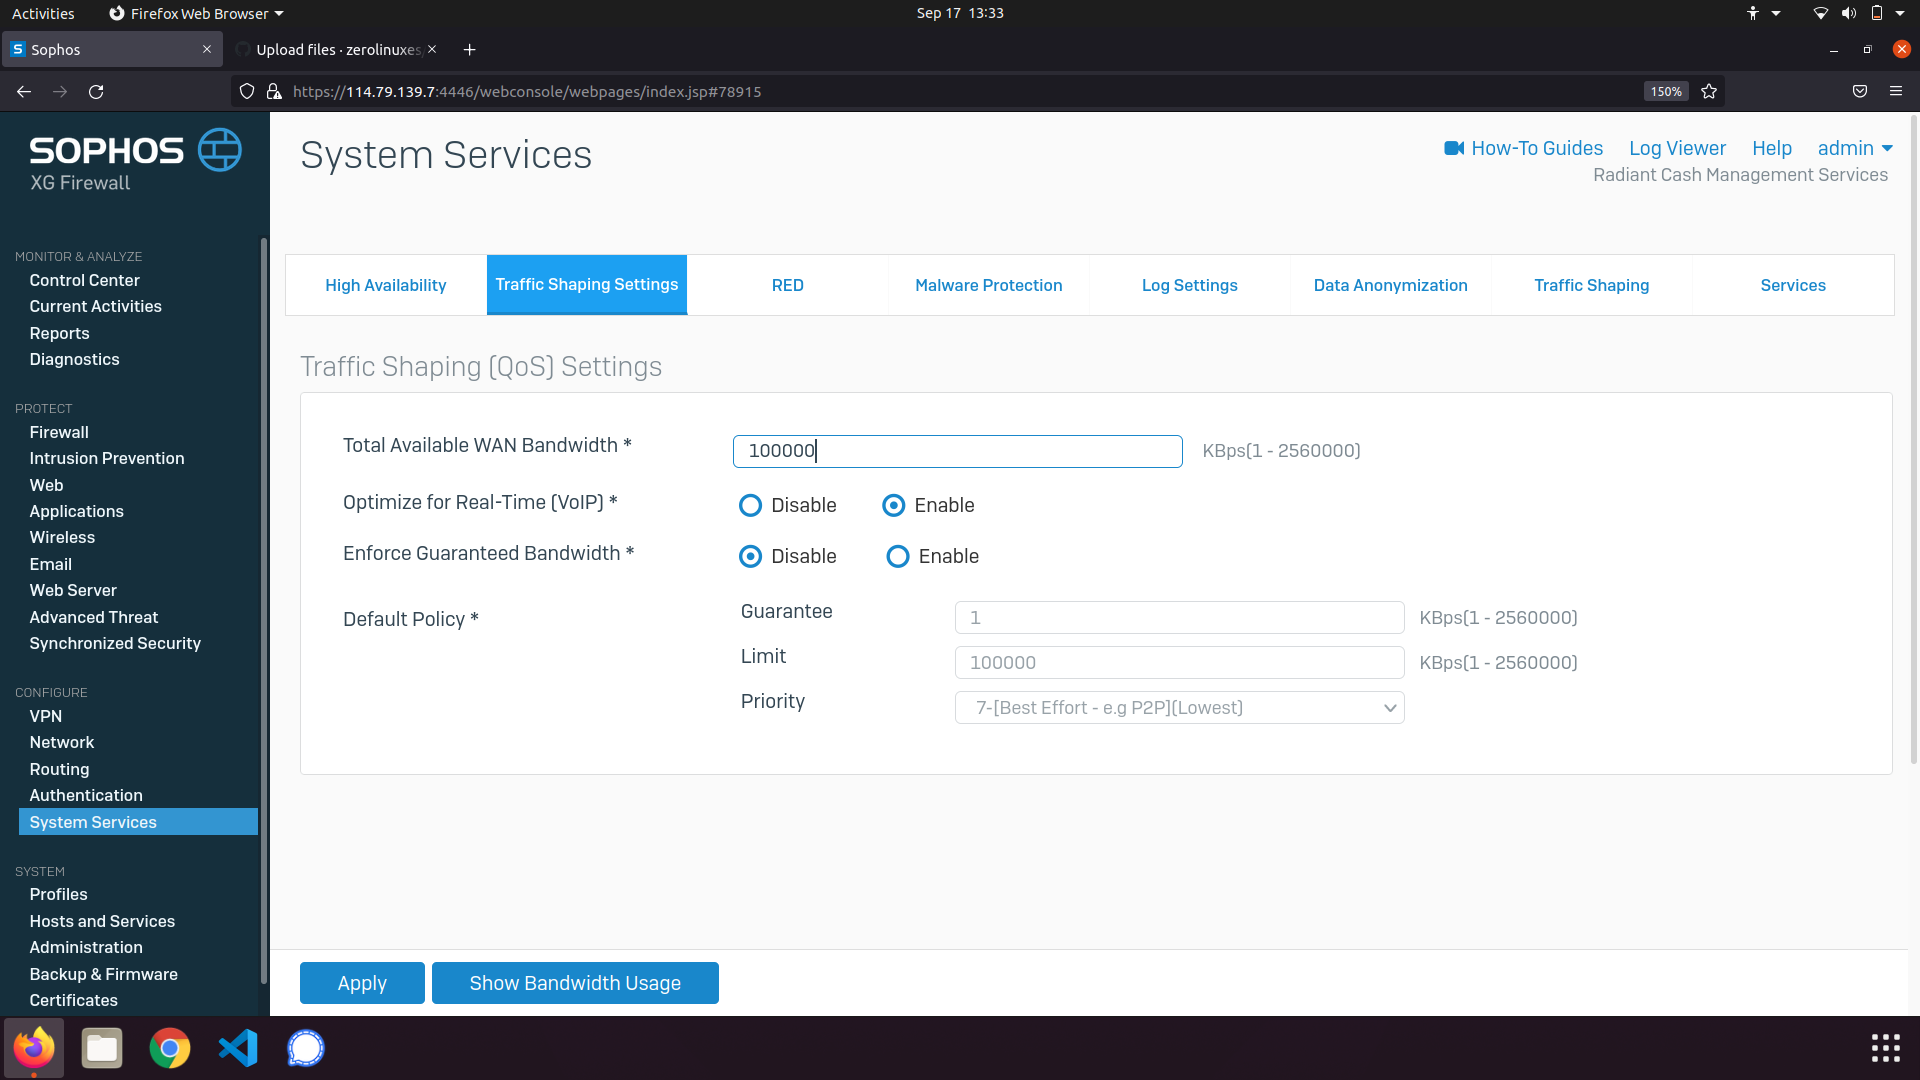 Activities
Firefox Web Browser
Sep 17 13:33
Sophos
Upload files · zerolinuxes
https://114.79.139.7:4446/webconsole/webpages/index.jsp#78915
150%
SOPHOS
XG Firewall
System Services
How-To Guides
Log Viewer
Help
admin
Radiant Cash Management Services
MONITOR & ANALYZE
Control Center
Current Activities
Reports
Diagnostics
PROTECT
Firewall
Intrusion Prevention
Web
Applications
Wireless
Email
Web Server
Advanced Threat
Synchronized Security
CONFIGURE
VPN
Network
Routing
Authentication
System Services
SYSTEM
Profiles
Hosts and Services
Administration
Backup & Firmware
Certificates
High Availability
Traffic Shaping Settings
RED
Malware Protection
Log Settings
Data Anonymization
Traffic Shaping
Services
Traffic Shaping (QoS) Settings
Total Available WAN Bandwidth *
100000
KBps(1 - 2560000)
Optimize for Real-Time (VoIP) *
Disable
Enable
Enforce Guaranteed Bandwidth *
Disable
Enable
Default Policy *
Guarantee
1
KBps(1 - 2560000)
Limit
100000
KBps(1 - 2560000)
Priority
7-[Best Effort - e.g P2P](Lowest)
Apply
Show Bandwidth Usage